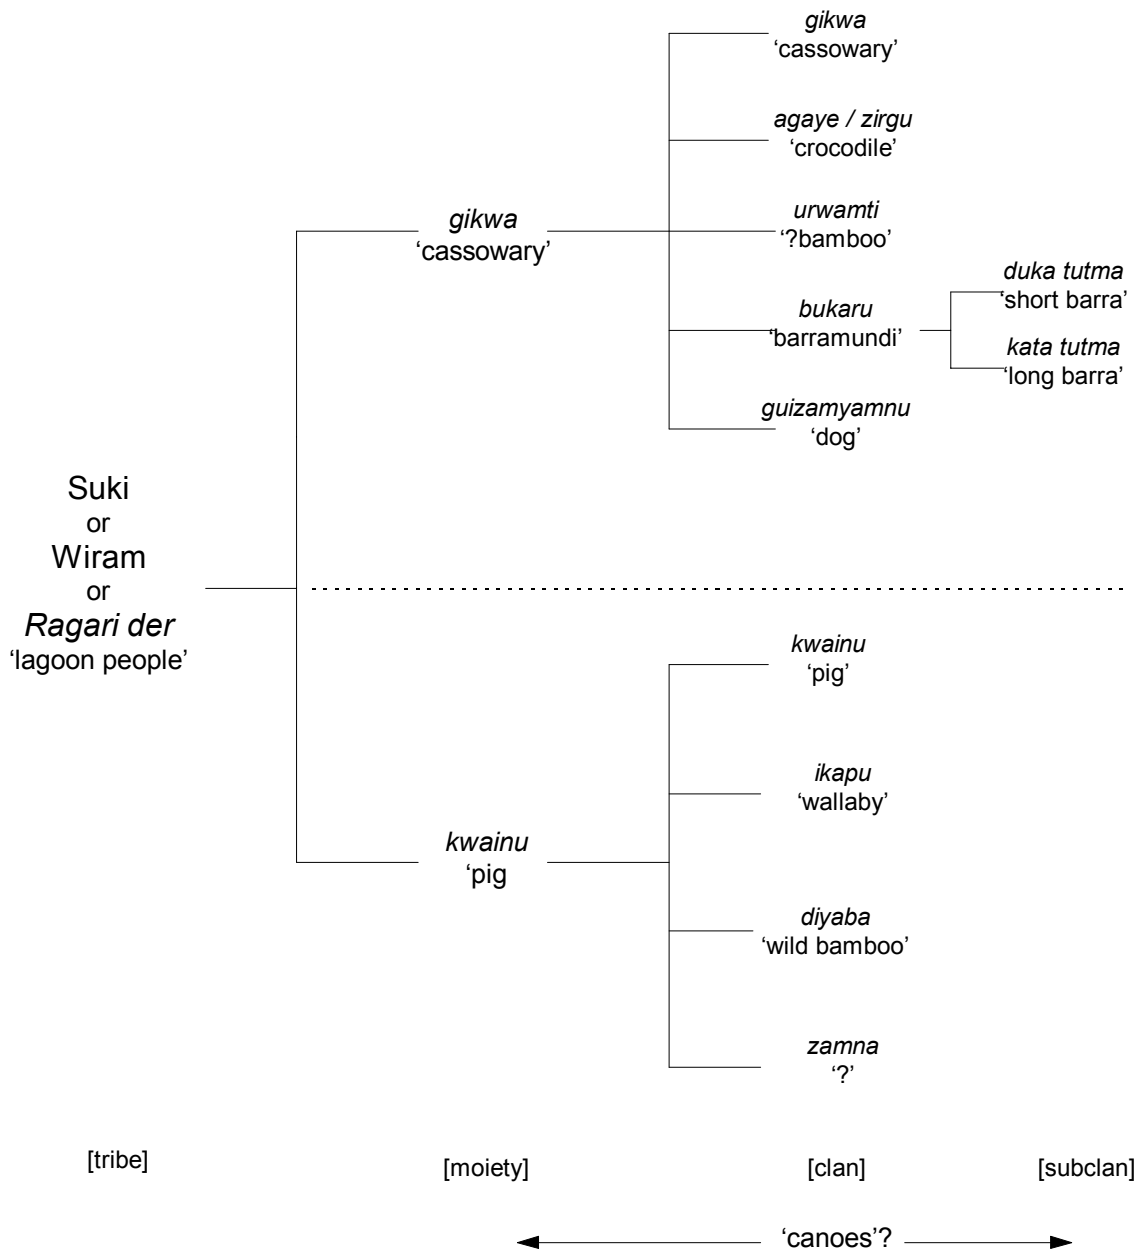 gikwa
‘cassowary’
agaye / zirgu
‘crocodile’
urwamti
‘?bamboo’
bukaru
‘barramundi’
guizamyamnu
‘dog’
duka tutma
‘short barra’
kata tutma
‘long barra’
gikwa
‘cassowary’
Suki
or
Wiram
or
Ragari der
‘lagoon people’
kwainu
‘pig
kwainu
‘pig’
ikapu
‘wallaby’
diyaba
‘wild bamboo’
zamna
‘?’
[tribe]
[moiety]
[clan]
[subclan]
‘canoes’?